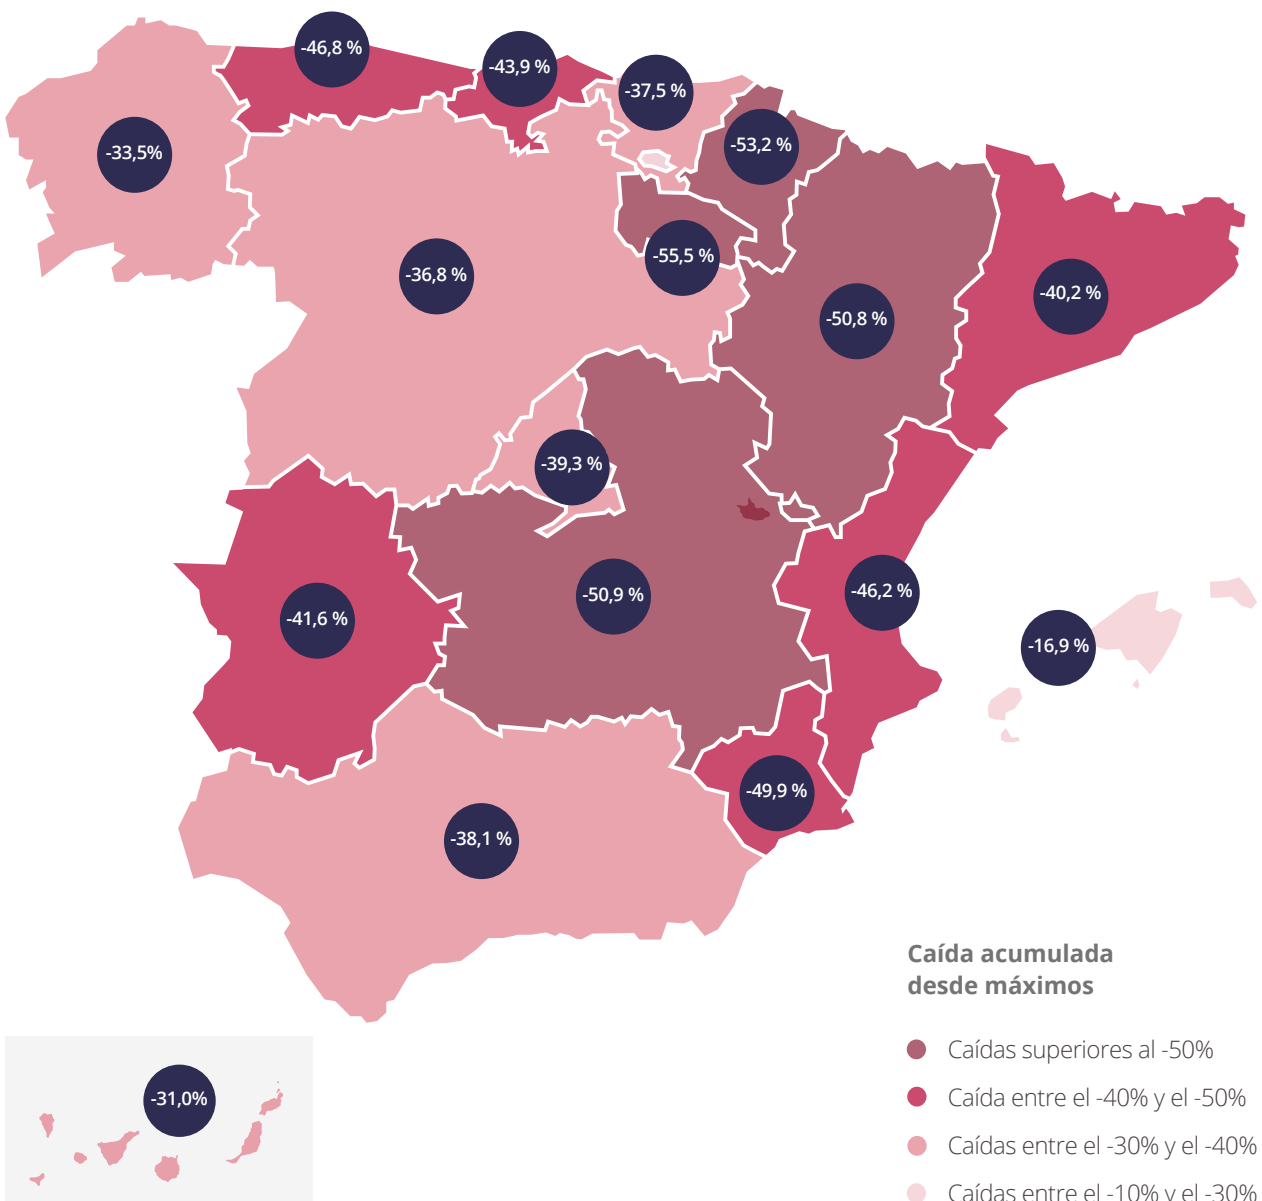 -46,8 %
-43,9 %
-37,5 %
-53,2 %
-33,5%
-55,5 %
-36,8 %
-50,8 %
-40,2 %
-39,3 %
-50,9 %
-41,6 %
-46,2 %
-16,9 %
-49,9 %
-38,1 %
-31,0%
Caída acumulada
desde máximos
Caídas superiores al -50%
Caída entre el -40% y el -50%
Caídas entre el -30% y el -40%
Caídas entre el -10% y el -30%